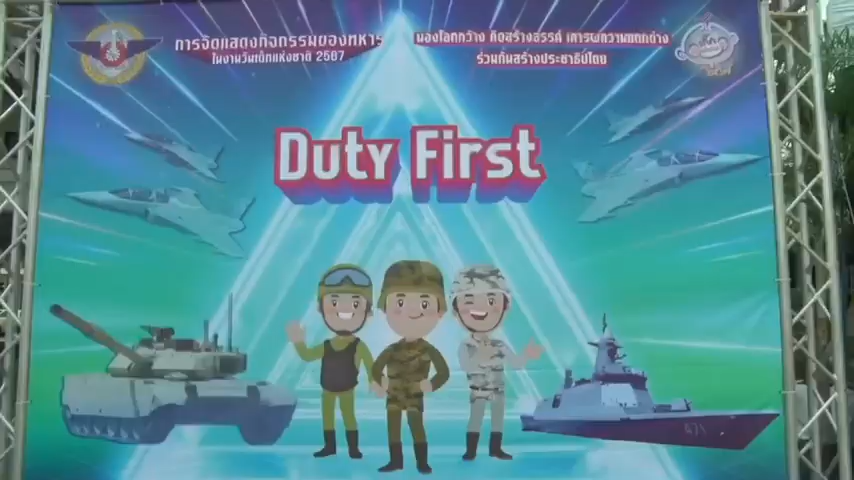 การจัดแสดงกิจกรรมของทหาร
ในงานวันเด็กแห่งชาติ 2567
มองโลกกว้าง คิดสร้างสรรค์ เคารพความแตกต่าง
ร่วมกันสร้างประชาธิปไตย
Duty First
471